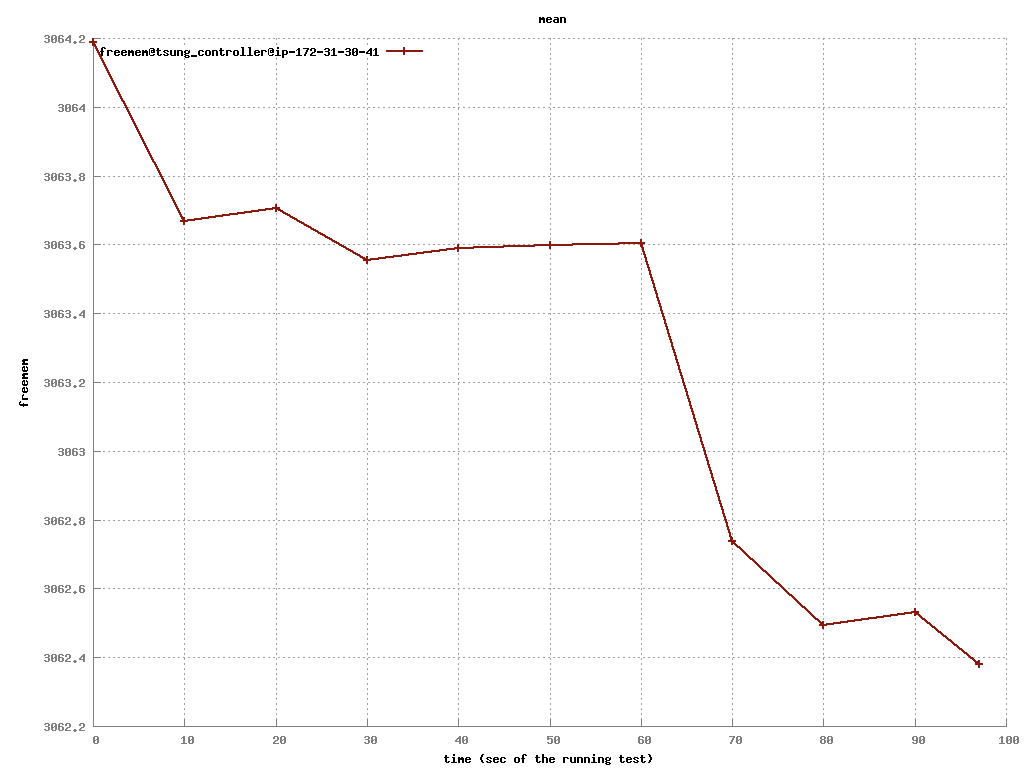 mean
freemem@tsung_controller@ip-172-31-30-41
3064.2
3064
3063.8
3063.6
3063.4
3063.2
3063
3062.8
3062.6
3062.4
3062.2
freemem
0 10 20 30 40 50 60 70 80 90 100
time (sec of the running test)